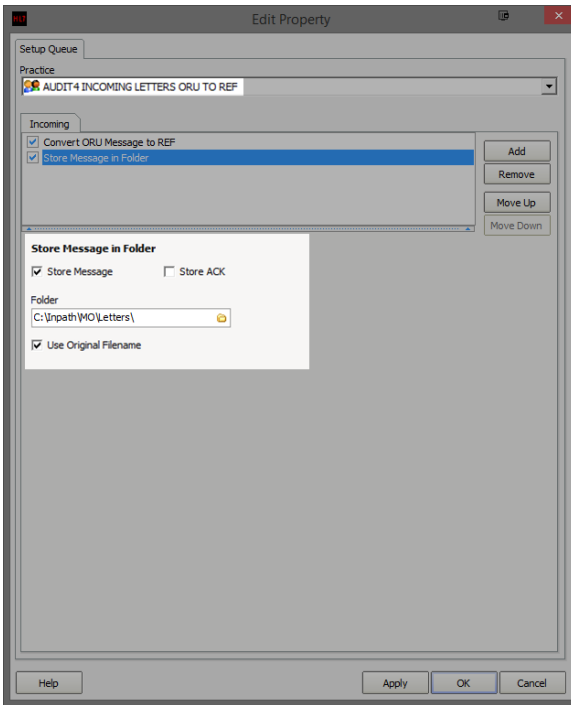 Edit Property
Setup Queue
Practice
AUDIT4 INCOMING LETTERS ORU TO REF
Incoming
Convert ORU Message to REF
Store Message in Folder
Add
Remove
Move Up
Move Down
Store Message in Folder
Store Message Store ACK
Folder
C:\Inpath\MO\Letters\
Use Original Filename
Help Apply OK Cancel